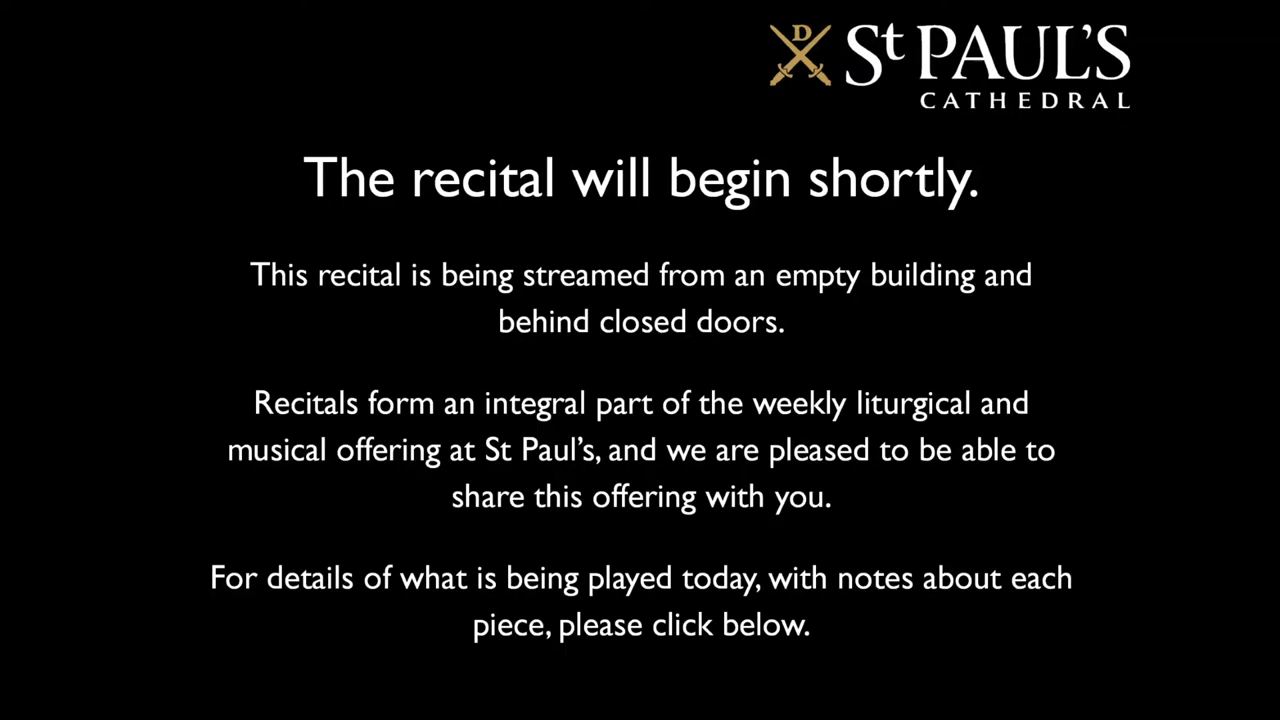 D
St PAUL'S
CATHEDRAL
The recital will begin shortly.
This recital is being streamed from an empty building and
behind closed doors.
Recitals form an integral part of the weekly liturgical and
musical offering at St Paul's, and we are pleased to be able to
share this offering with you.
For details of what is being played today, with notes about each
piece, please click below.